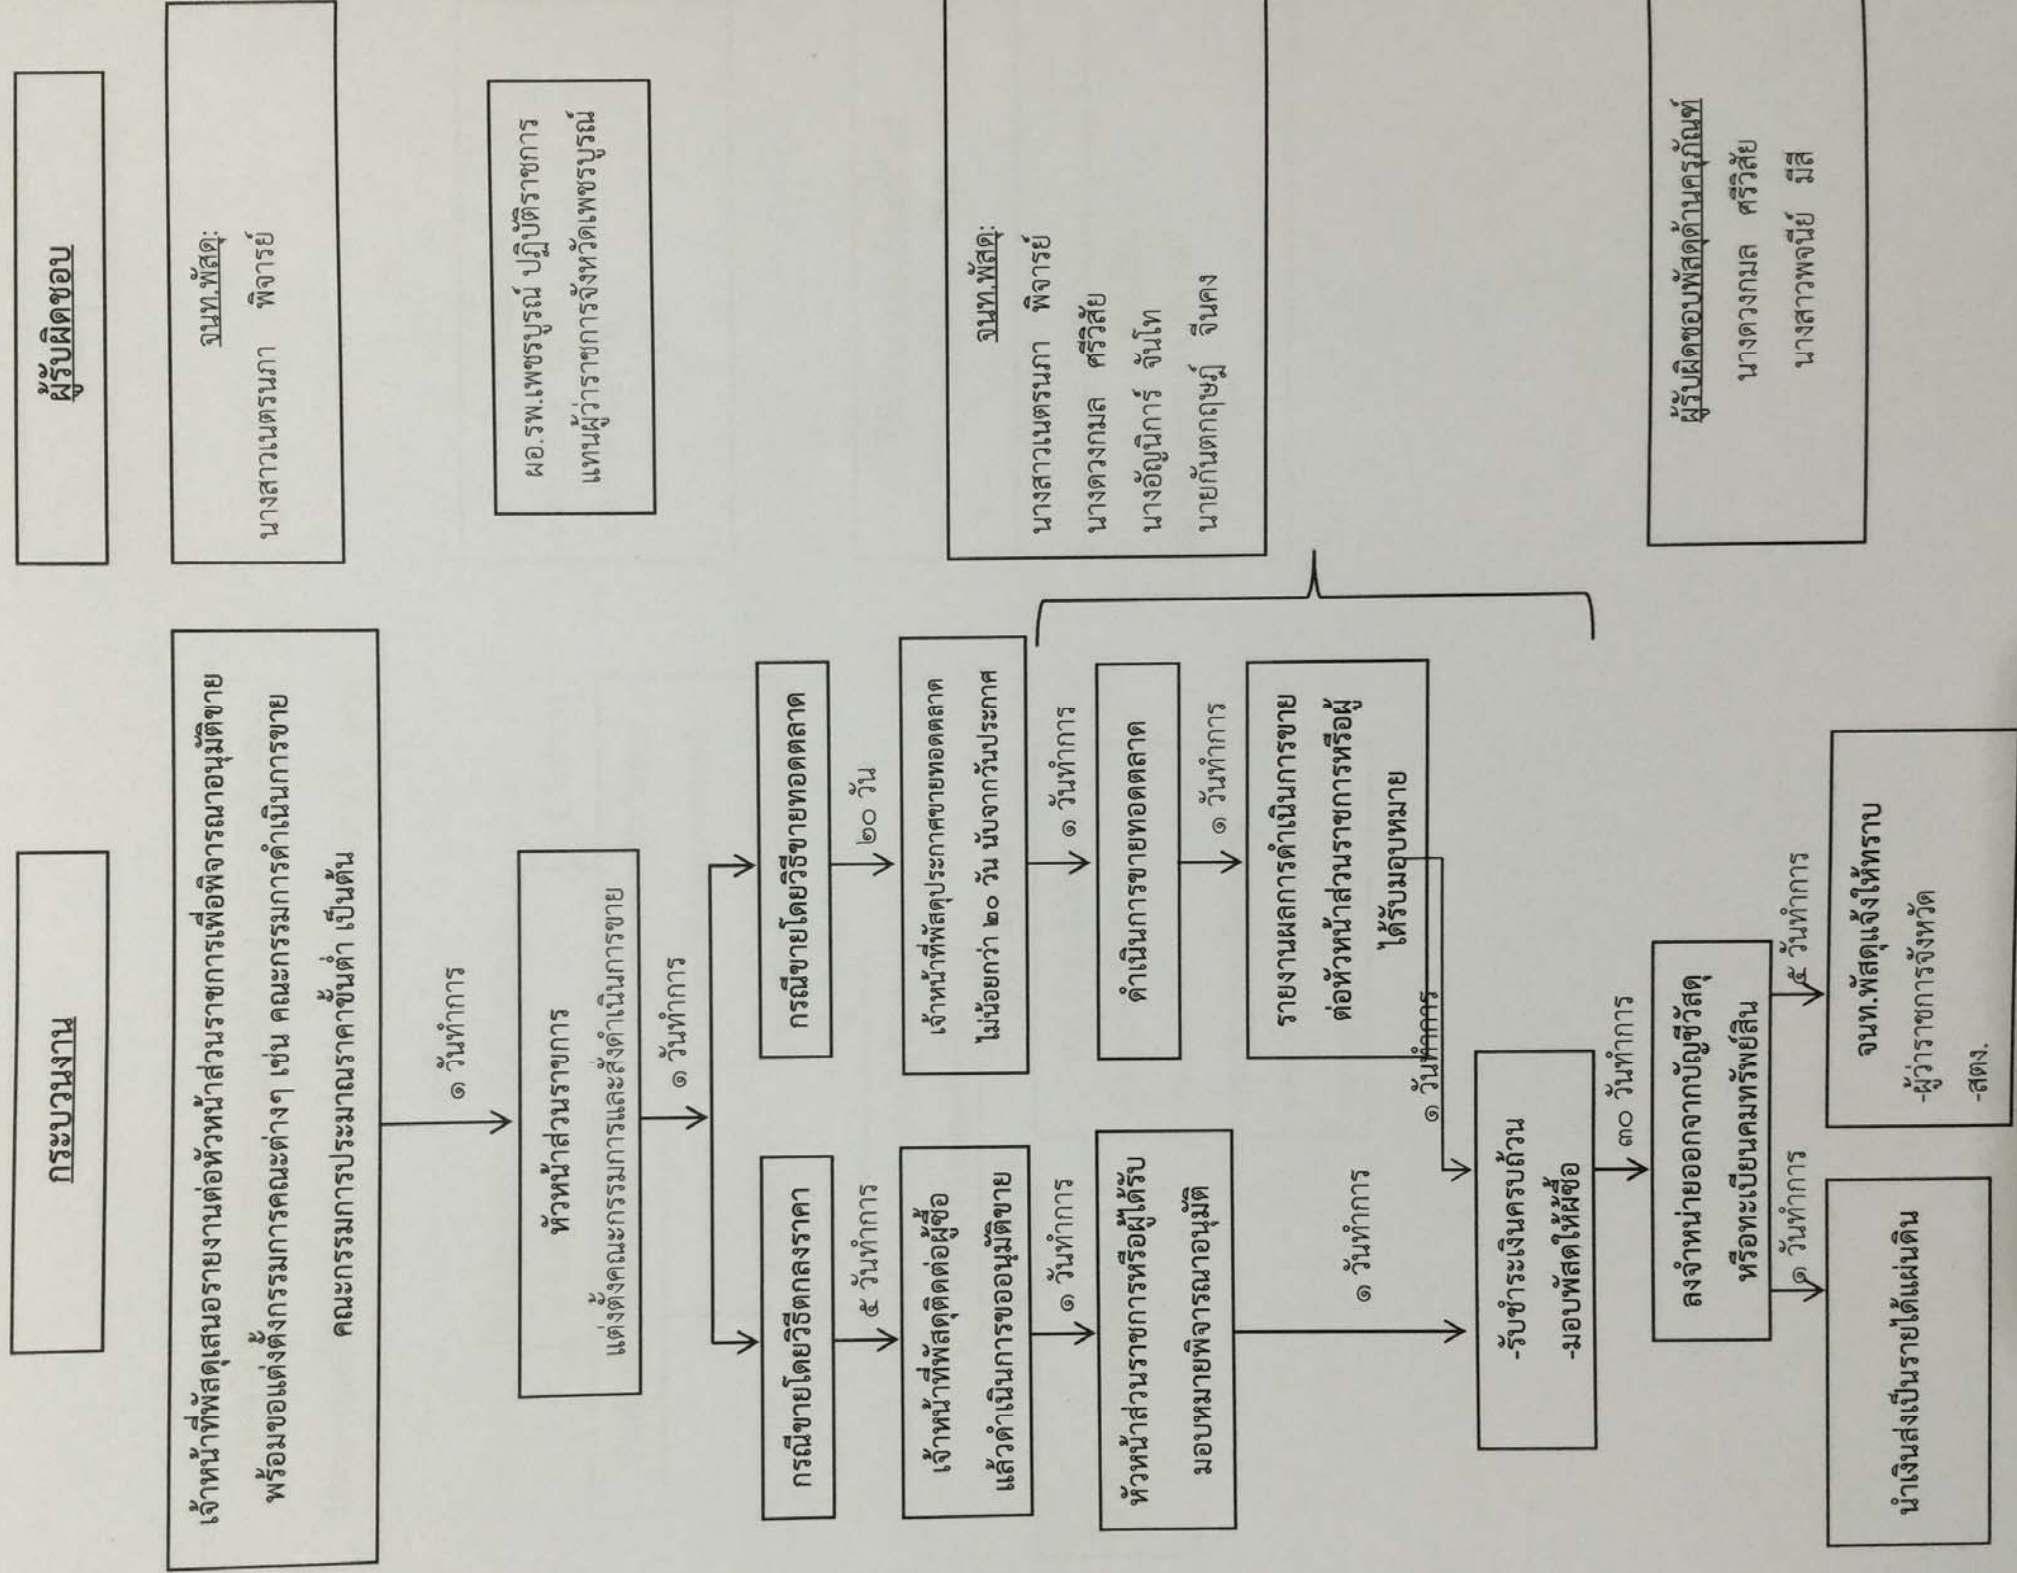 กระบวนงาน
ผู้รับผิดชอบ
เจ้าหน้าที่พัสดุเสนอรายงานต่อหัวหน้าส่วนราชการเพื่อพิจารณาอนุมัติขาย
พร้อมขอแต่งตั้งกรรมการคณะต่างๆ เช่น คณะกรรมการดำเนินการขาย
คณะกรรมการประมาณราคาขั้นต่ำ เป็นต้น
จนท.พัสดุ:
นางสาวเนตรนภา พิจารย์
๑ วันทำการ
หัวหน้าส่วนราชการ
แต่งตั้งคณะกรรมการและสั่งดำเนินการขาย
ผอ.รพ.เพชรบูรณ์ ปฏิบัติราชการ
แทนผู้ว่าราชการจังหวัดเพชรบูรณ์
๑ วันทำการ
กรณีขายโดยวิธีตกลงราคา
กรณีขายโดยวิธีขายทอดตลาด
๕ วันทำการ
๒๐ วัน
เจ้าหน้าที่พัสดุติดต่อผู้ซื้อ
แล้วดำเนินการขออนุมัติขาย
เจ้าหน้าที่พัสดุประกาศขายทอดตลาด
ไม่น้อยกว่า ๒๐ วัน นับจากวันประกาศ
๑ วันทำการ
๑ วันทำการ
หัวหน้าส่วนราชการหรือผู้ได้รับ
มอบหมายพิจารณาอนุมัติ
ดำเนินการขายทอดตลาด
๑ วันทำการ
รายงานผลการดำเนินการขาย
ต่อหัวหน้าส่วนราชการหรือผู้
ได้รับมอบหมาย
จนท.พัสดุ:
นางสาวเนตรนภา พิจารย์
นางดวงกมล ศรีวิสัย
นางอัญนิการ์ จันโท
นายกันตกฤษฎ์ จีนคง
๑ วันทำการ
๑ วันทำการ
-รับชำระเงินครบถ้วน
-มอบพัสดุให้ผู้ซื้อ
๓๐ วันทำการ
ลงจำหน่ายออกจากบัญชีวัสดุ
หรือทะเบียนคุมทรัพย์สิน
ผู้รับผิดชอบพัสดุด้านครุภัณฑ์
นางดวงกมล ศรีวิสัย
นางสาวพจนีย์ มีสี
๑ วันทำการ
๕ วันทำการ
นำเงินส่งเป็นรายได้แผ่นดิน
จนท.พัสดุแจ้งให้ทราบ
-ผู้ว่าราชการจังหวัด
-สตง.